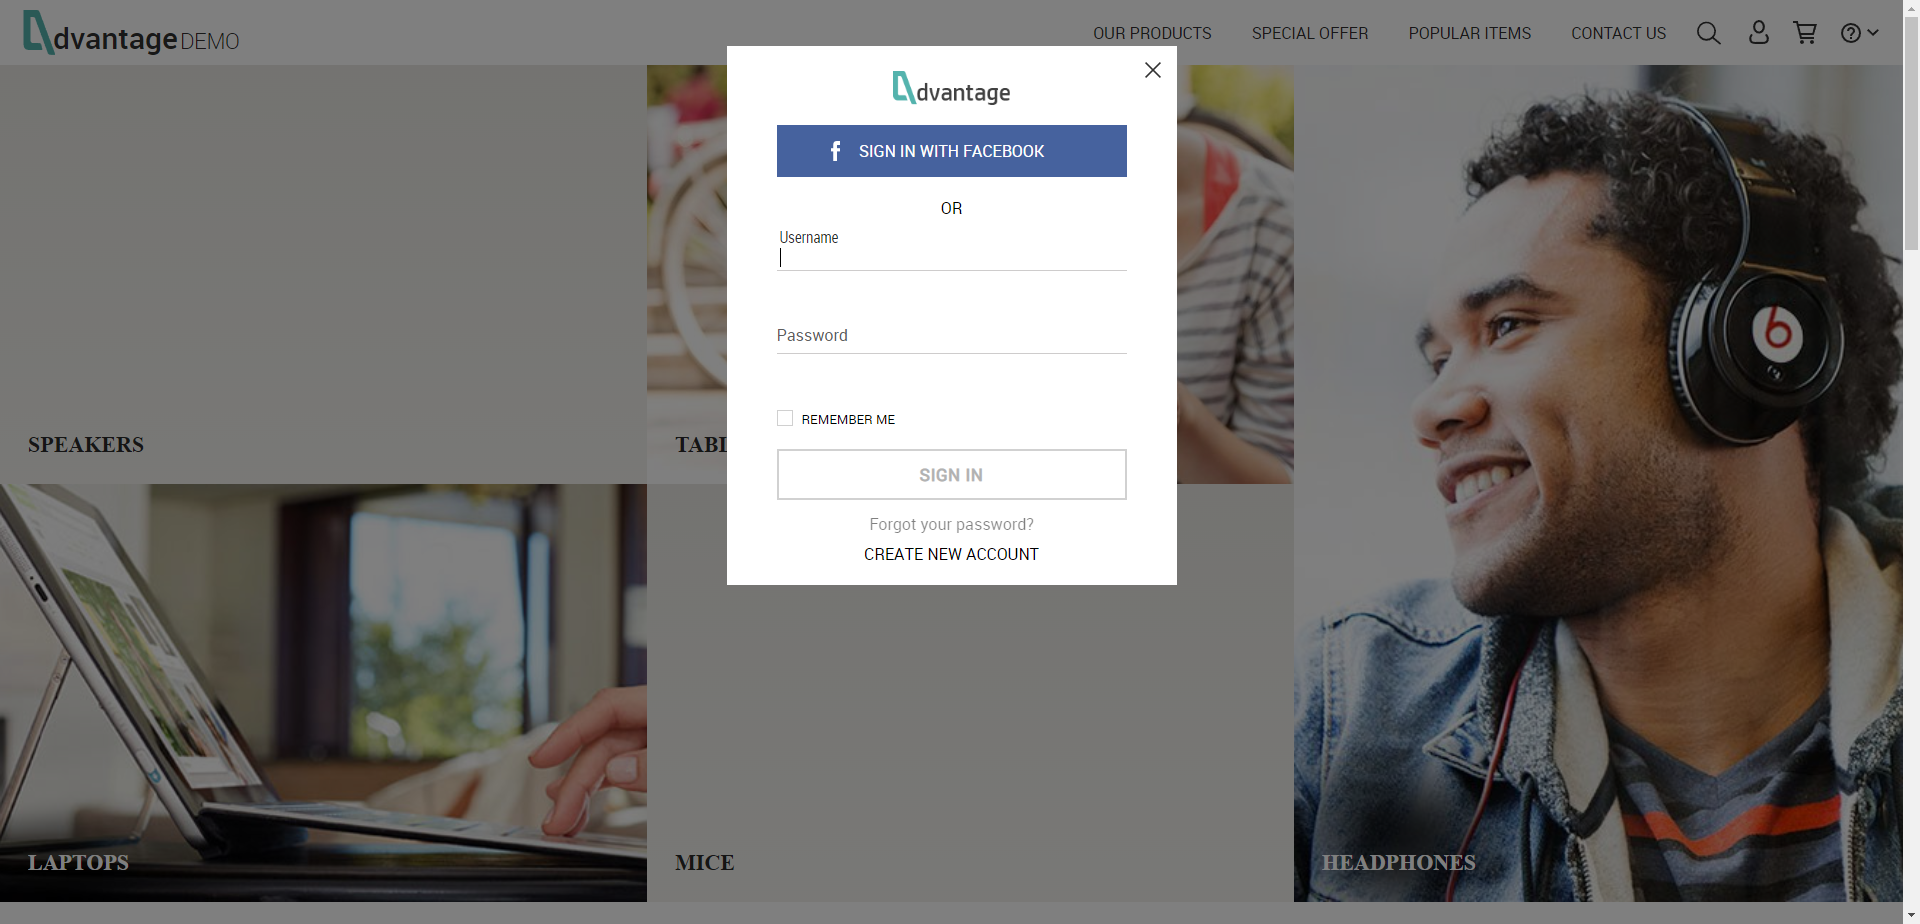 dvantage DEMO
OUR PRODUCTS
SPECIAL OFFER
POPULAR ITEMS
CONTACT US
dvantage
SIGN IN WITH FACEBOOK
OR
Username
Password
REMEMBER ME
SIGN IN
Forgot your password?
CREATE NEW ACCOUNT
SPEAKERS
TABL
LAPTOPS
MICE
HEADPHONES